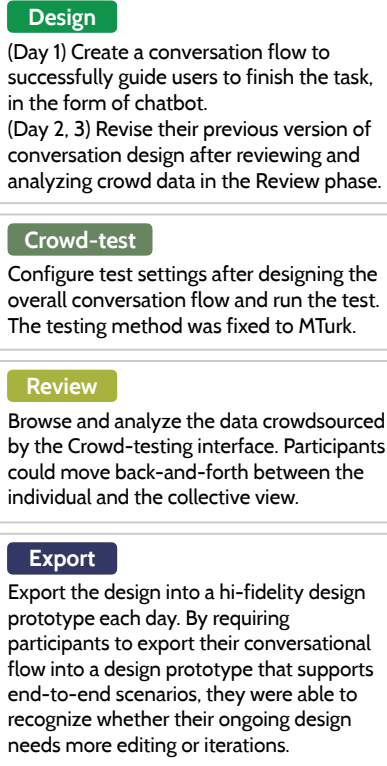 Design
(Day 1) Create a conversation flow to
successfully guide users to finish the task,
in the form of chatbot.
(Day 2, 3) Revise their previous version of
conversation design after reviewing and
analyzing crowd data in the Review phase.
Crowd-test
Configure test settings after designing the
overall conversation flow and run the test.
The testing method was fixed to MTurk.
Review
Browse and analyze the data crowdsourced
by the Crowd-testing interface. Participants
could move back-and-forth between the
individual and the collective view.
Export
Export the design into a hi-fidelity design
prototype each day. By requiring
participants to export their conversational
flow into a design prototype that supports
end-to-end scenarios, they were able to
recognize whether their ongoing design
needs more editing or iterations.